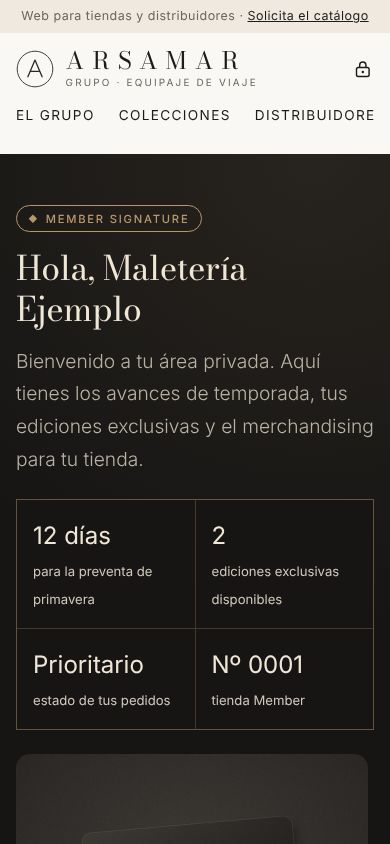 Web para tiendas y distribuidores · Solicita el catálogo
A
ARSAMAR
GRUPO · EQUIPAJE DE VIAJE
EL GRUPO COLECCIONES DISTRIBUIDORE
◆ MEMBER SIGNATURE
Hola, Maletería
Ejemplo
Bienvenido a tu área privada. Aquí
tienes los avances de temporada, tus
ediciones exclusivas y el merchandising
para tu tienda.
12 días
para la preventa de
primavera
2
ediciones exclusivas
disponibles
Prioritario
estado de tus pedidos
Nº 0001
tienda Member